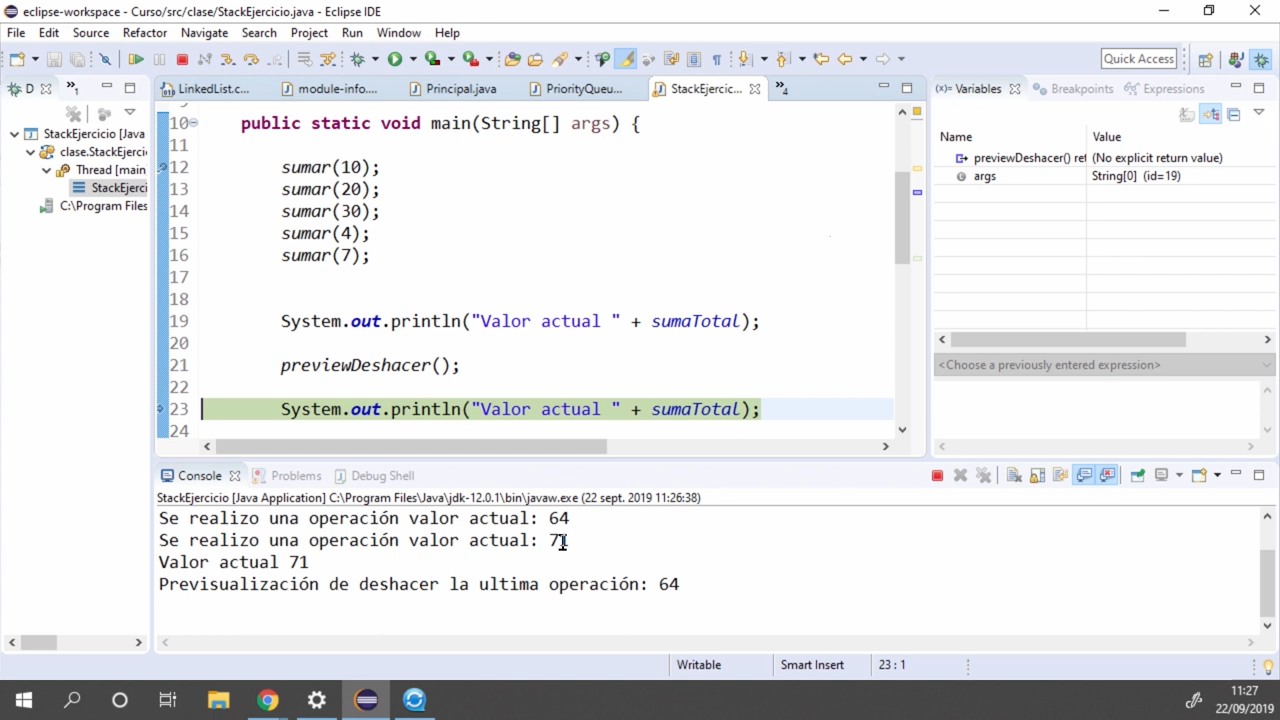 eclipse-workspace - Curso/src/clase/StackEjercicio.java - Eclipse IDE
File Edit Source Refactor Navigate Search Project Run Window Help
Quick Access
D
»1
LinkedList.c... module-info.... Principal.java PriorityQueu... StackEjercic... »4
(x)= Variables Breakpoints Expressions
StackEjercicio [Java
clase.StackEjerci
Thread [main
StackEjerci
C:\Program Files
9
10 public static void main(String[] args) {
11
12 sumar(10);
13 sumar(20);
14 sumar(30);
15 sumar(4);
16 sumar(7);
17
18
19 System.out.println("Valor actual " + sumaTotal);
20
21 previewDeshacer();
22
23 System.out.println("Valor actual " + sumaTotal);
24
Name Value
previewDeshacer() ret (No explicit return value)
args String[0] (id=19)
<Choose a previously entered expression>
Console Problems Debug Shell
StackEjercicio [Java Application] C:\Program Files\Java\jdk-12.0.1\bin\javaw.exe (22 sept. 2019 11:26:38)
Se realizo una operación valor actual: 64
Se realizo una operación valor actual: 71
Valor actual 71
Previsualización de deshacer la ultima operación: 64
Writable Smart Insert 23 : 1
11:27
22/09/2019